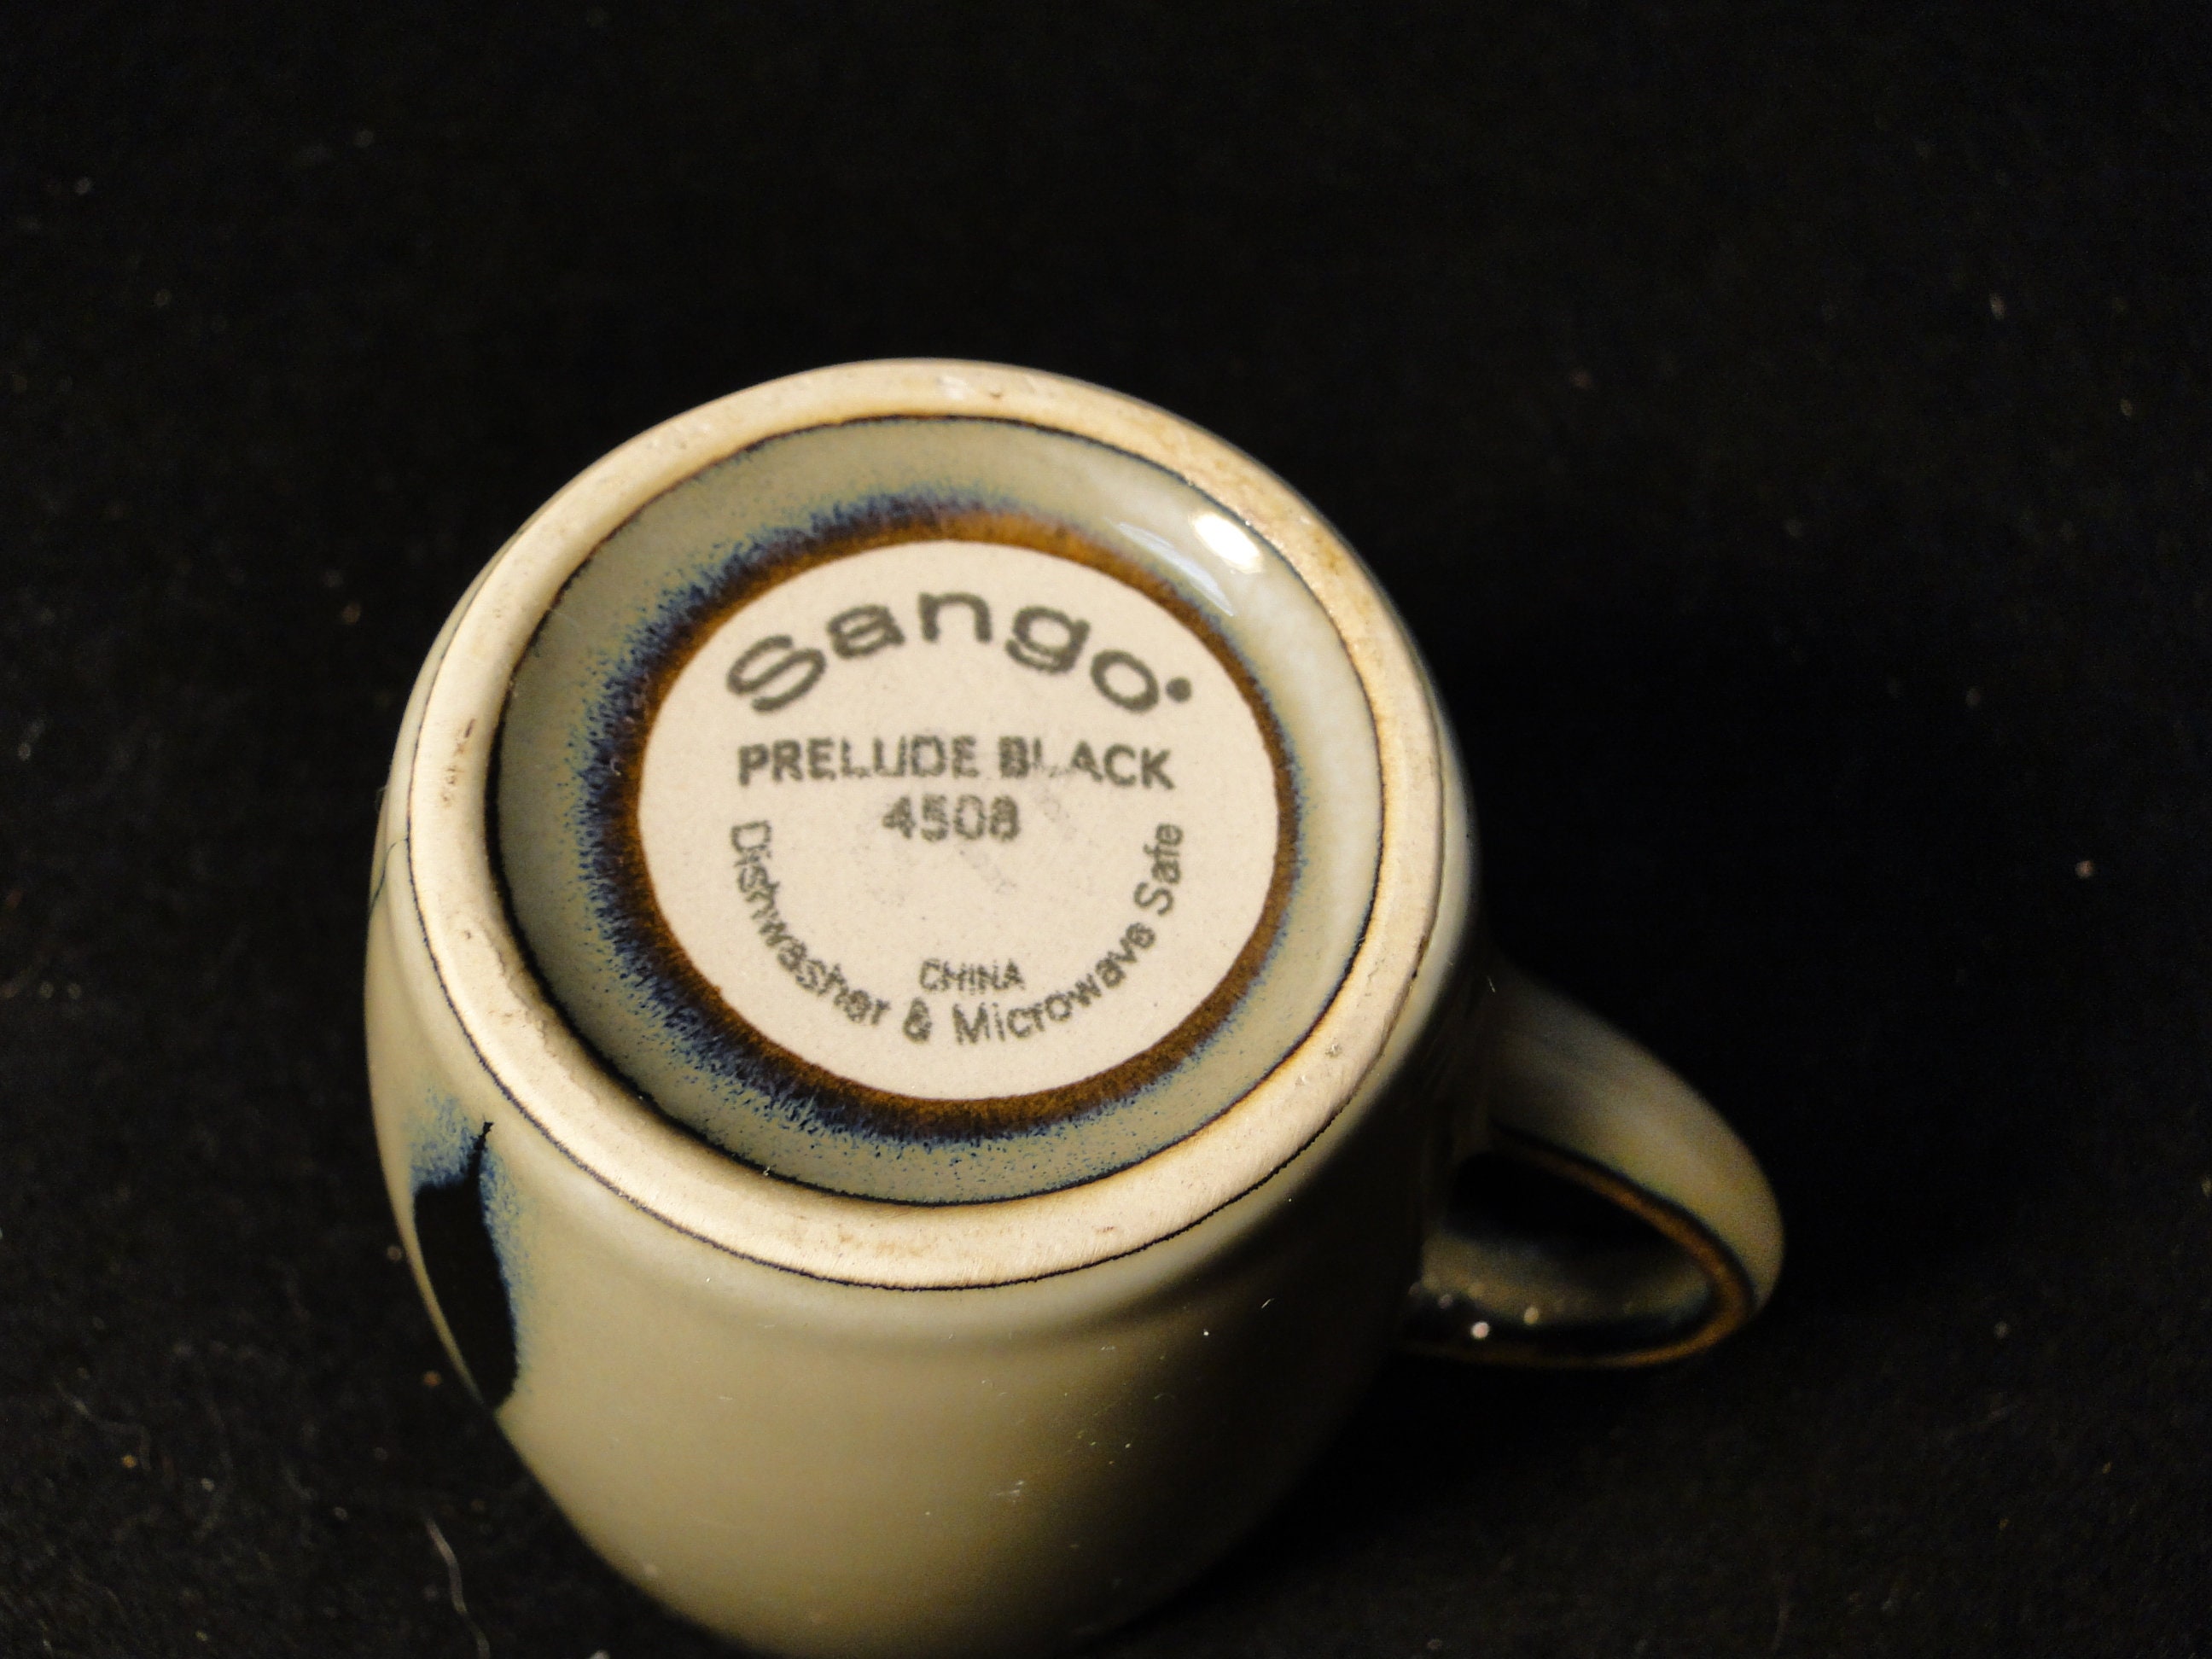 Sango
PRELUDE BLACK
4508
CHINA
Dishwasher & Microwave Safe